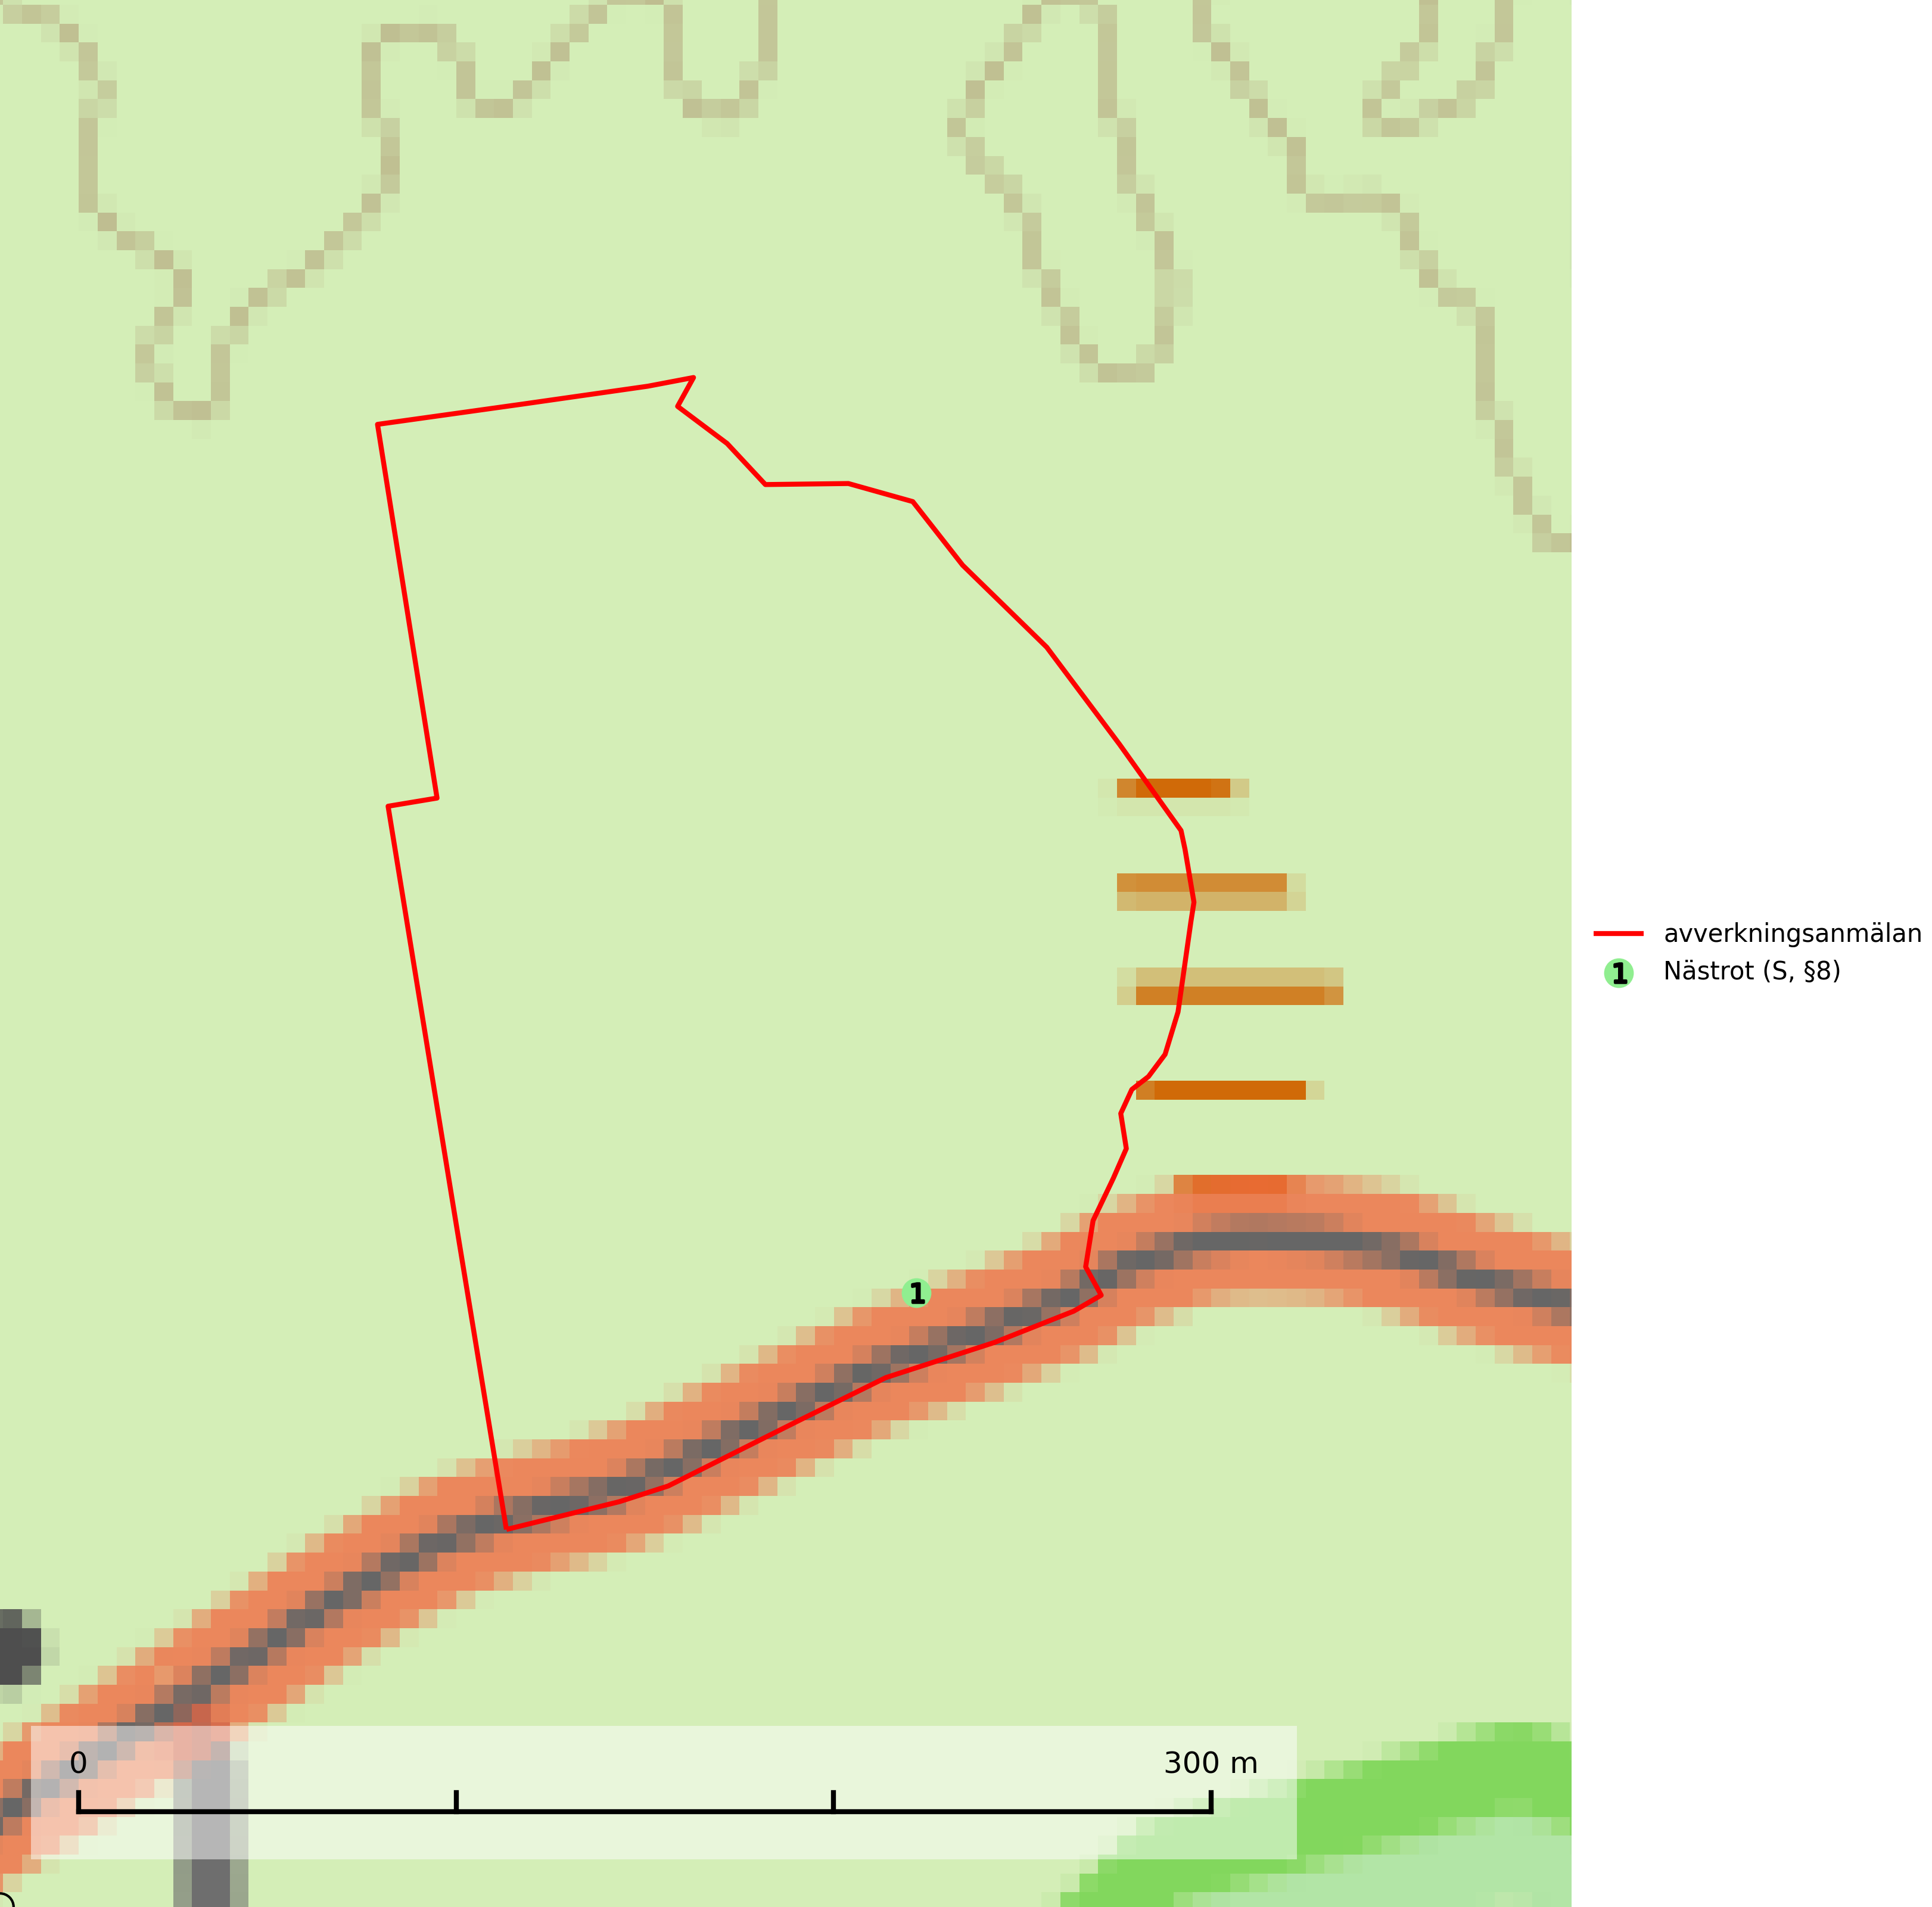 avverkningsanmälan
1 Nästrot (S, §8)
1
0 300 m